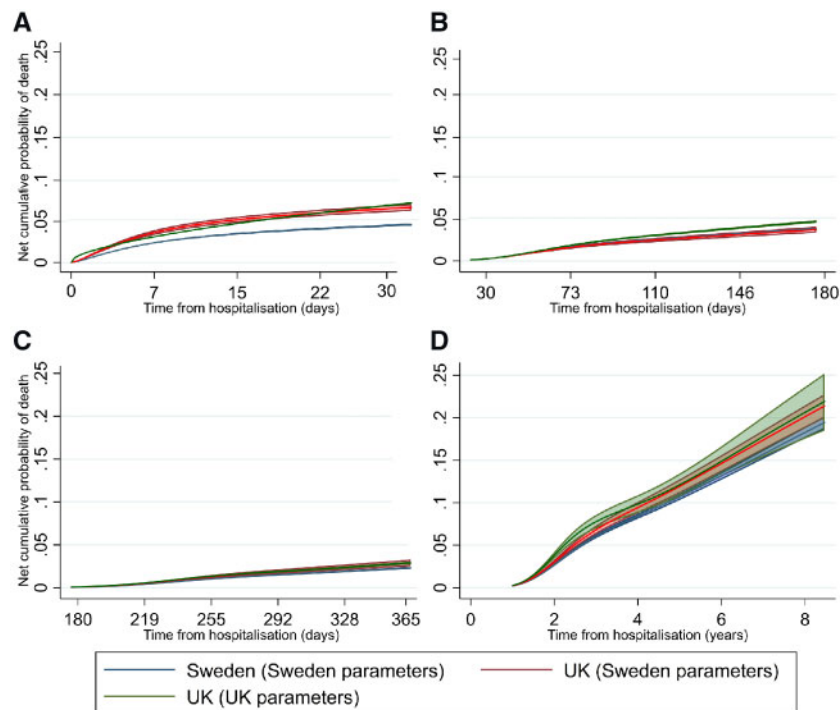 A
Net cumulative probability of death
.25
.2
.15
.1
.05
0
0 7 15 22 30
Time from hospitalisation (days)
B
.25
.2
.15
.1
.05
0
30 73 110 146 180
Time from hospitalisation (days)
C
Net cumulative probability of death
.25
.2
.15
.1
.05
0
180 219 255 292 328 365
Time from hospitalisation (days)
D
.25
.2
.15
.1
.05
0
0 2 4 6 8
Time from hospitalisation (years)
Sweden (Sweden parameters) UK (Sweden parameters)
UK (UK parameters)